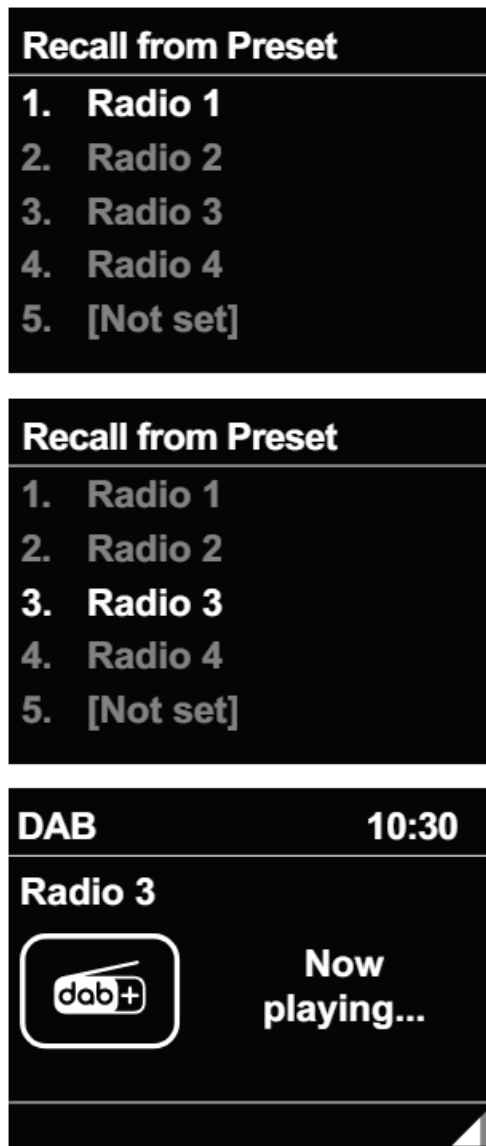 Recall from Preset
1. Radio 1
2. Radio 2
3. Radio 3
4. Radio 4
5. [Not set]
Recall from Preset
1. Radio 1
2. Radio 2
3. Radio 3
4. Radio 4
5. [Not set]
DAB 10:30
Radio 3
dab+
Now
playing...